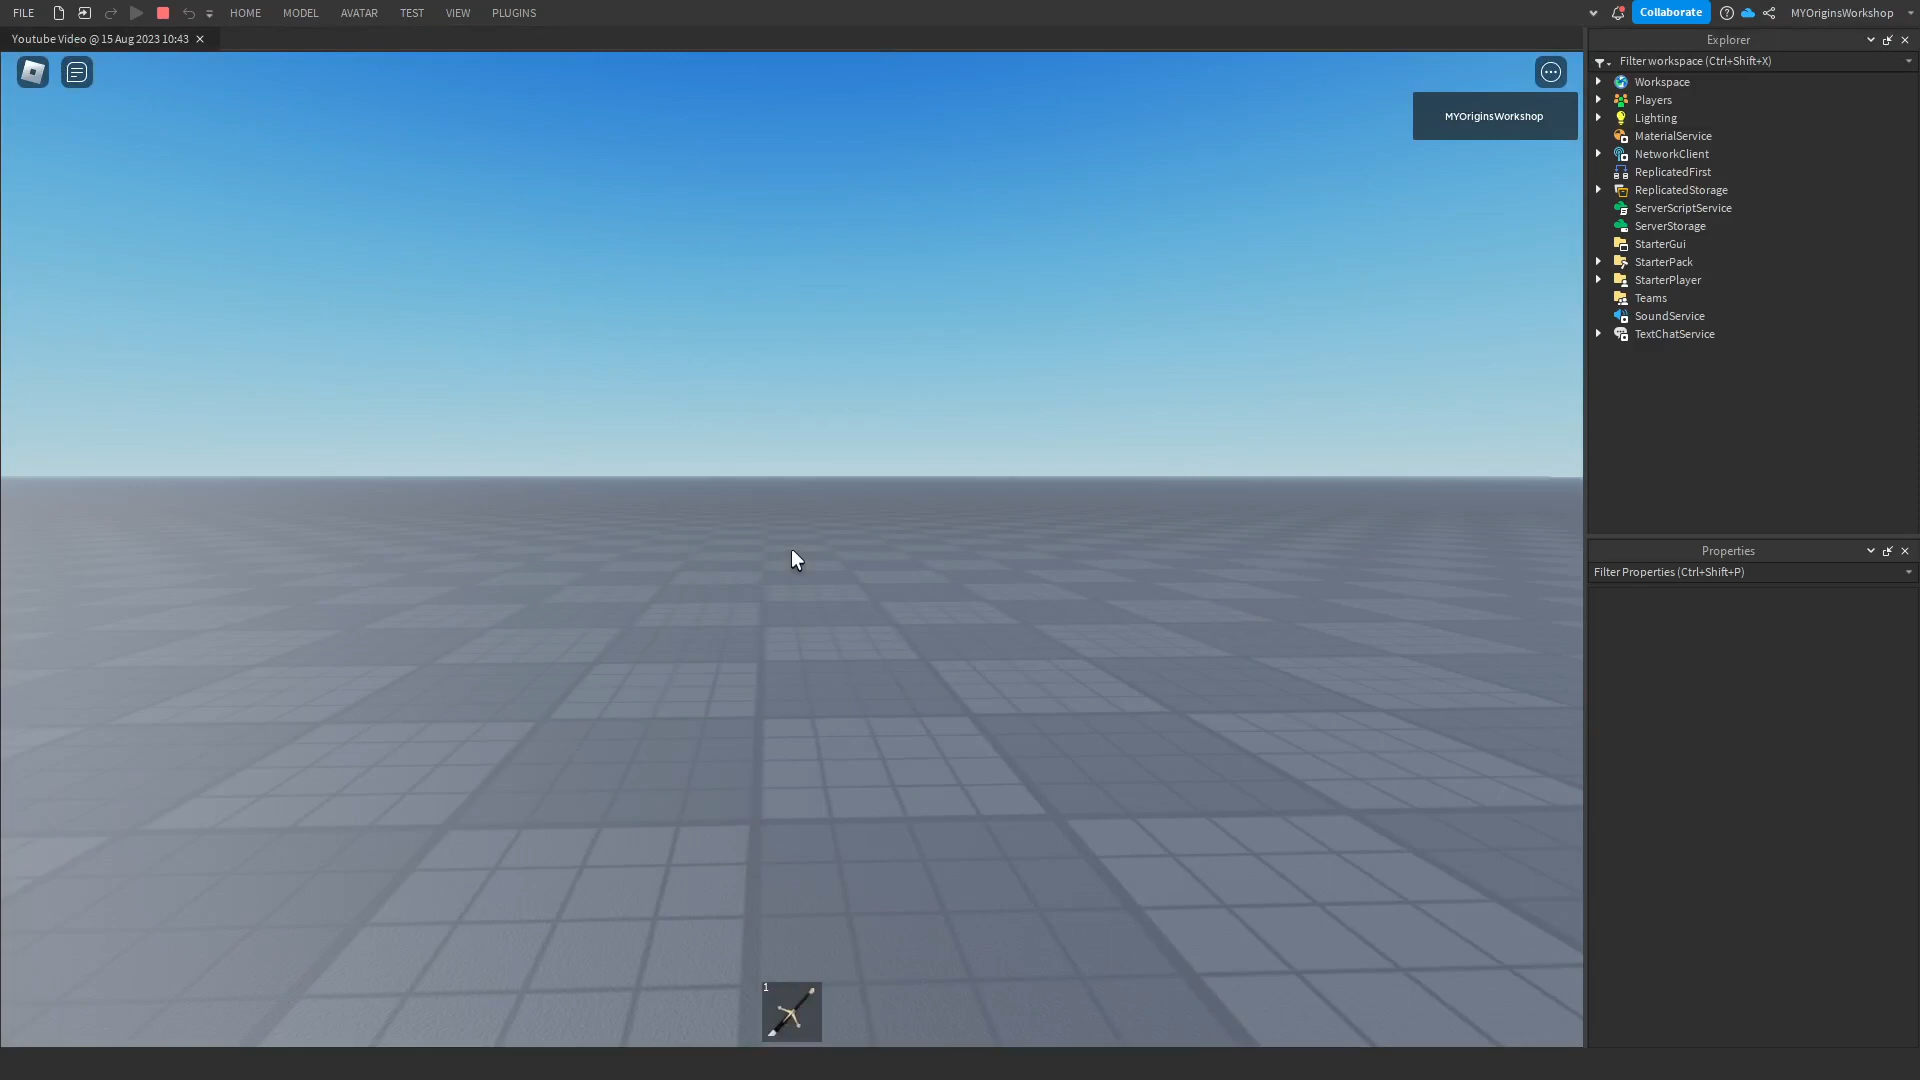 FILE HOME MODEL AVATAR TEST VIEW PLUGINS Collaborate MYOriginsWorkshop
Youtube Video @ 15 Aug 2023 10:43
MYOriginsWorkshop
1
Explorer
Filter workspace (Ctrl+Shift+X)
Workspace
Players
Lighting
MaterialService
NetworkClient
ReplicatedFirst
ReplicatedStorage
ServerScriptService
ServerStorage
StarterGui
StarterPack
StarterPlayer
Teams
SoundService
TextChatService
Properties
Filter Properties (Ctrl+Shift+P)